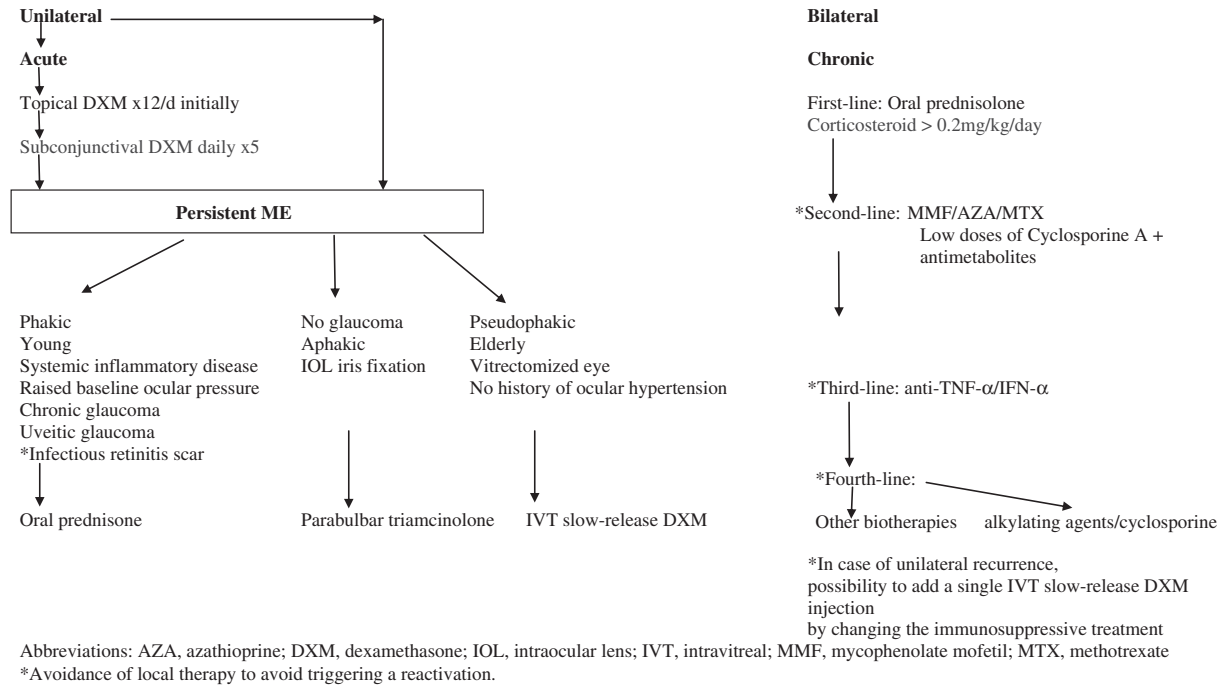 Unilateral
Acute
Topical DXM x12/d initially
Subconjunctival DXM daily x5
Persistent ME
Phakic
Young
Systemic inflammatory disease
Raised baseline ocular pressure
Chronic glaucoma
Uveitic glaucoma
*Infectious retinitis scar
Oral prednisone
No glaucoma
Aphakic
IOL iris fixation
Parabulbar triamcinolone
Pseudophakic
Elderly
Vitrectomized eye
No history of ocular hypertension
IVT slow-release DXM
Bilateral
Chronic
First-line: Oral prednisolone
Corticosteroid > 0.2mg/kg/day
*Second-line: MMF/AZA/MTX
Low doses of Cyclosporine A +
antimetabolites
*Third-line: anti-TNF-α/IFN-α
*Fourth-line:
Other biotherapies
alkylating agents/cyclosporine
*In case of unilateral recurrence,
possibility to add a single IVT slow-release DXM
injection
by changing the immunosuppressive treatment
Abbreviations: AZA, azathioprine; DXM, dexamethasone; IOL, intraocular lens; IVT, intravitreal; MMF, mycophenolate mofetil; MTX, methotrexate
*Avoidance of local therapy to avoid triggering a reactivation.